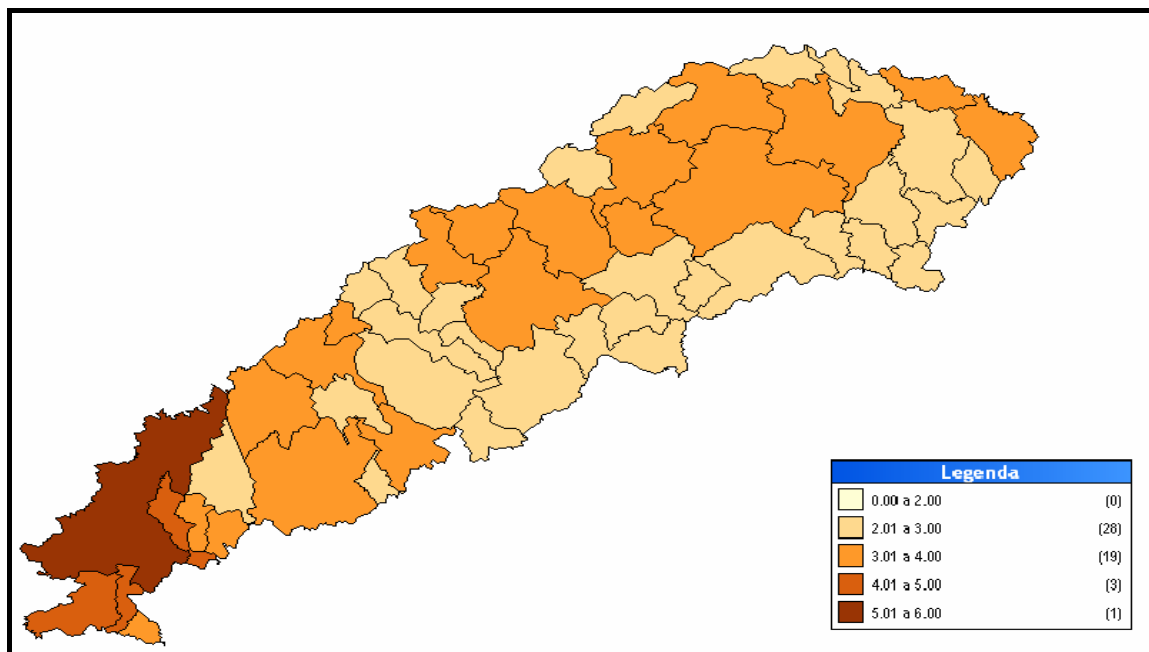 Legenda
0.00 a 2.00 (0)
2.01 a 3.00 (28)
3.01 a 4.00 (19)
4.01 a 5.00 (3)
5.01 a 6.00 (1)